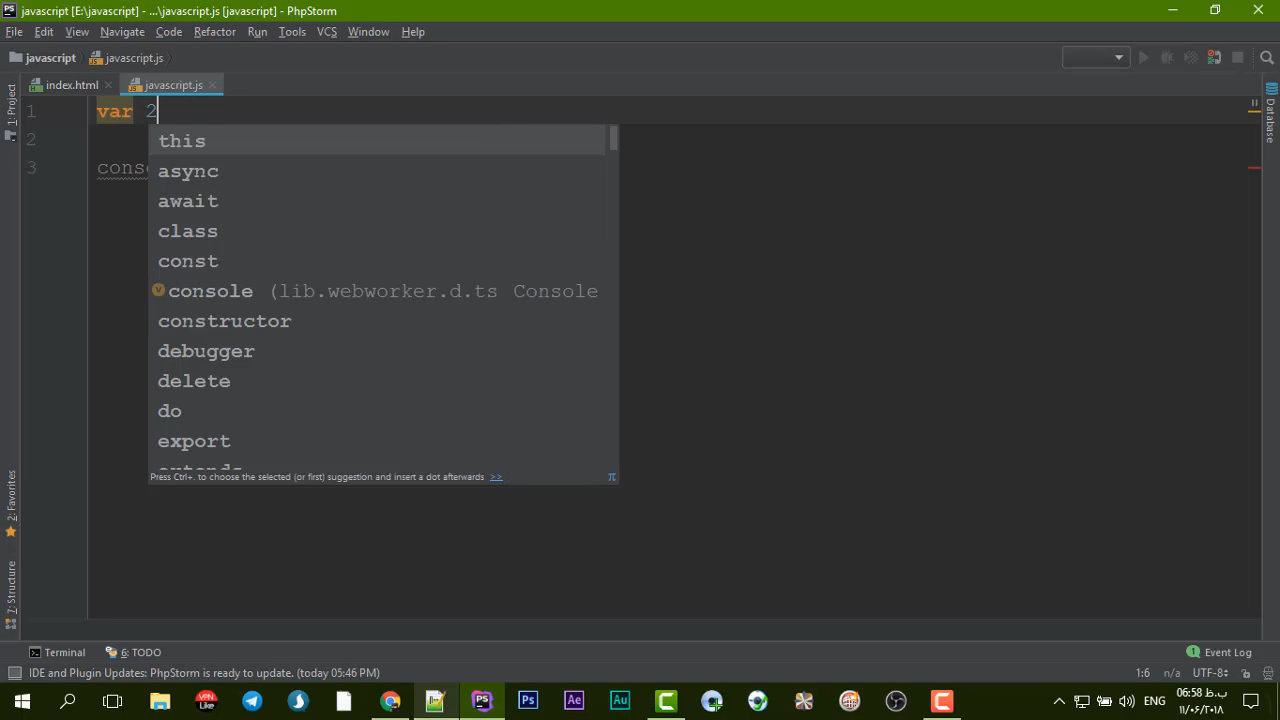 javascript [E:\javascript] - ...\javascript.js [javascript] - PhpStorm
File Edit View Navigate Code Refactor Run Tools VCS Window Help
javascript javascript.js
index.html javascript.js
1 var 2
2
3 conso
this
async
await
class
const
console (lib.webworker.d.ts Console
constructor
debugger
delete
do
export
extends
Press Ctrl+. to choose the selected (or first) suggestion and insert a dot afterwards >> π
1: Project
2: Favorites
7: Structure
Database
Terminal 6: TODO Event Log
IDE and Plugin Updates: PhpStorm is ready to update. (today 05:46 PM) 1:6 n/a UTF-8
ENG
06:58 ب.ظ
۱۱/۰۶/۲۰۱۸